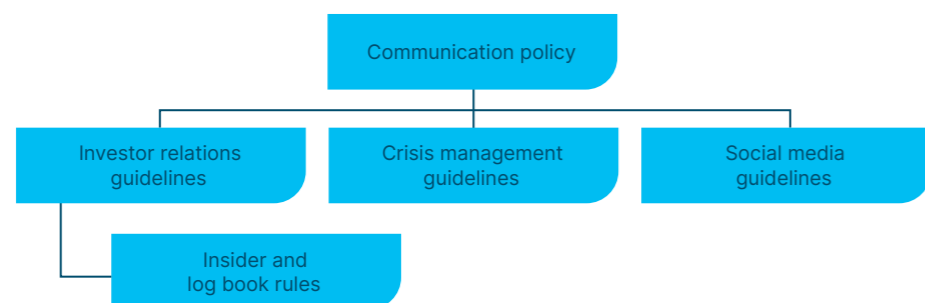 Communication policy
Investor relations
guidelines
Crisis management
guidelines
Social media
guidelines
Insider and
log book rules